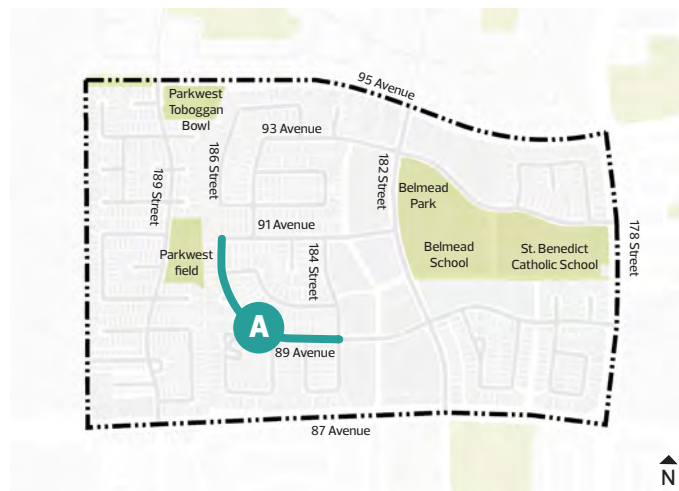 95 Avenue
Parkwest
Toboggan
Bowl
93 Avenue
186 Street
182 Street
189 Street
Belmead
Park
91 Avenue
178 Street
Parkwest
field
184 Street
Belmead
School
St. Benedict
Catholic School
A
89 Avenue
87 Avenue
N